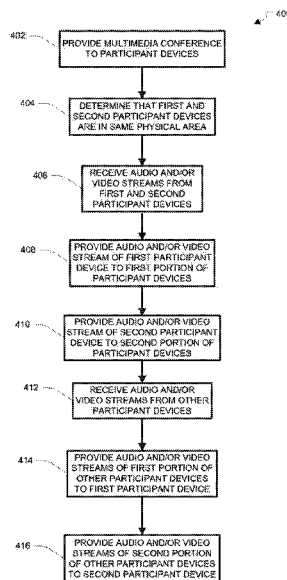 400
402
PROVIDE MULTIMEDIA CONFERENCE
TO PARTICIPANT DEVICES
404
DETERMINE THAT FIRST AND
SECOND PARTICIPANT DEVICES
ARE IN SAME PHYSICAL AREA
406
RECEIVE AUDIO AND/OR
VIDEO STREAMS FROM
FIRST AND SECOND
PARTICIPANT DEVICES
408
PROVIDE AUDIO AND/OR VIDEO
STREAM OF FIRST PARTICIPANT
DEVICE TO FIRST PORTION OF
PARTICIPANT DEVICES
410
PROVIDE AUDIO AND/OR VIDEO
STREAM OF SECOND PARTICIPANT
DEVICE TO SECOND PORTION OF
PARTICIPANT DEVICES
412
RECEIVE AUDIO AND/OR
VIDEO STREAMS FROM OTHER
PARTICIPANT DEVICES
414
PROVIDE AUDIO AND/OR VIDEO
STREAMS OF FIRST PORTION OF
OTHER PARTICIPANT DEVICES
TO FIRST PARTICIPANT DEVICE
416
PROVIDE AUDIO AND/OR VIDEO
STREAMS OF SECOND PORTION
OF OTHER PARTICIPANT DEVICES
TO SECOND PARTICIPANT DEVICE